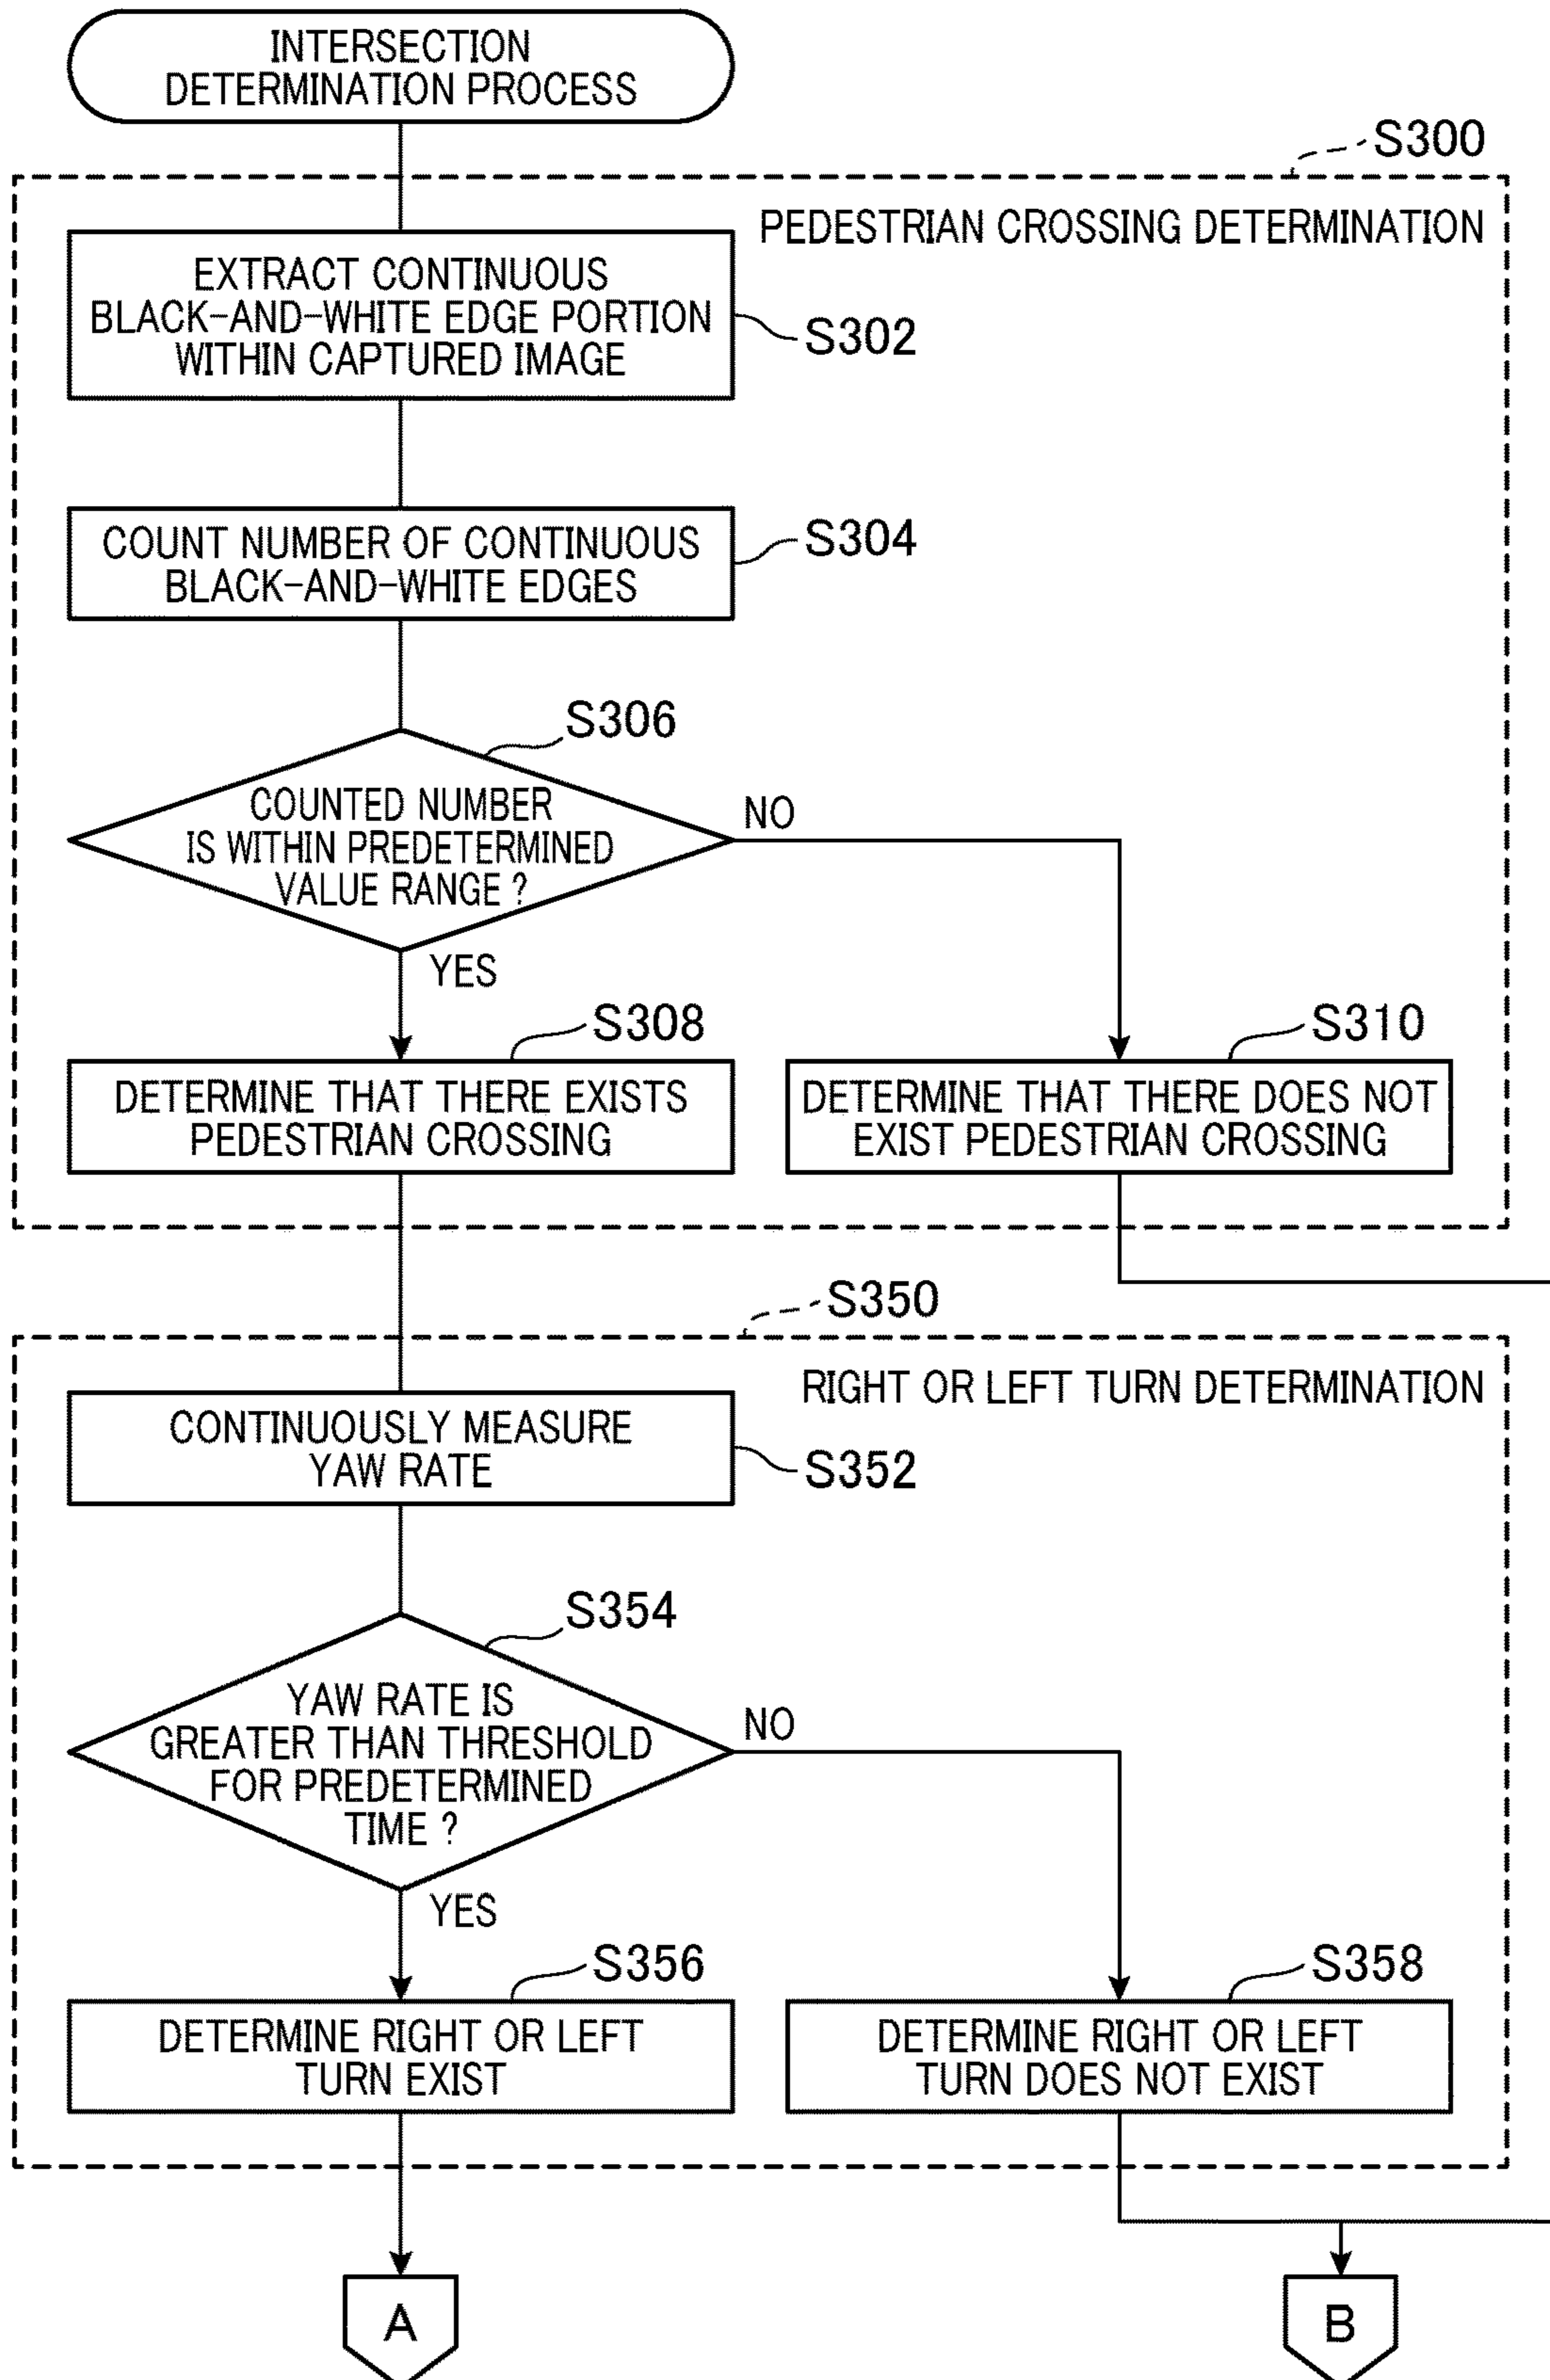 INTERSECTION
DETERMINATION PROCESS
S300
PEDESTRIAN CROSSING DETERMINATION
EXTRACT CONTINUOUS
BLACK-AND-WHITE EDGE PORTION
WITHIN CAPTURED IMAGE
S302
COUNT NUMBER OF CONTINUOUS
BLACK-AND-WHITE EDGES
S304
S306
COUNTED NUMBER
IS WITHIN PREDETERMINED
VALUE RANGE ?
NO
YES
S308
S310
DETERMINE THAT THERE EXISTS
PEDESTRIAN CROSSING
DETERMINE THAT THERE DOES NOT
EXIST PEDESTRIAN CROSSING
S350
RIGHT OR LEFT TURN DETERMINATION
CONTINUOUSLY MEASURE
YAW RATE
S352
S354
YAW RATE IS
GREATER THAN THRESHOLD
FOR PREDETERMINED
TIME ?
NO
YES
S356
S358
DETERMINE RIGHT OR LEFT
TURN EXIST
DETERMINE RIGHT OR LEFT
TURN DOES NOT EXIST
A
B